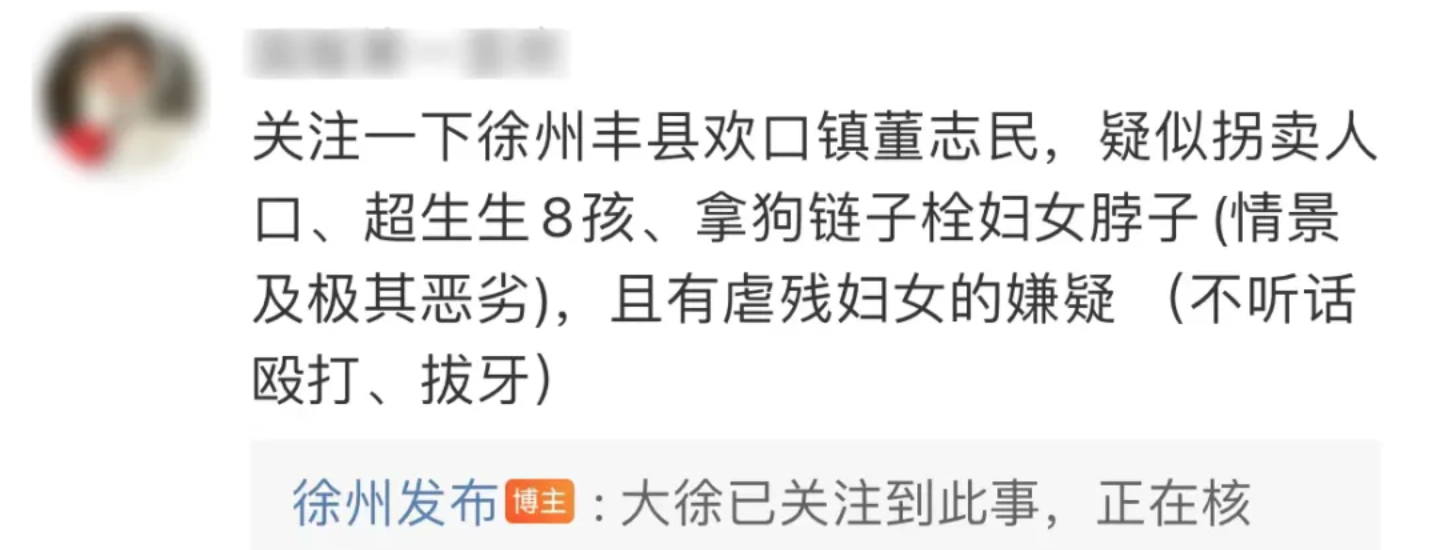 关注一下徐州丰县欢口镇董志民，疑似拐卖人
口、超生生8孩、拿狗链子栓妇女脖子(情景
及极其恶劣)，且有虐残妇女的嫌疑 （不听话
殴打、拔牙）
徐州发布 博主 : 大徐已关注到此事，正在核